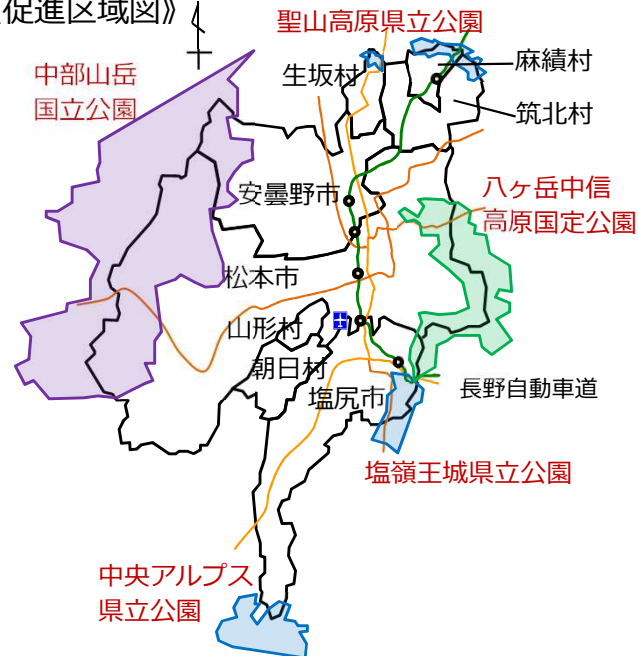 促進区域図》
聖山高原県立公園
中部山岳
国立公園
生坂村
麻績村
筑北村
安曇野市
八ヶ岳中信
高原国定公園
松本市
山形村
朝日村
塩尻市
長野自動車道
塩嶺王城県立公園
中央アルプス
県立公園